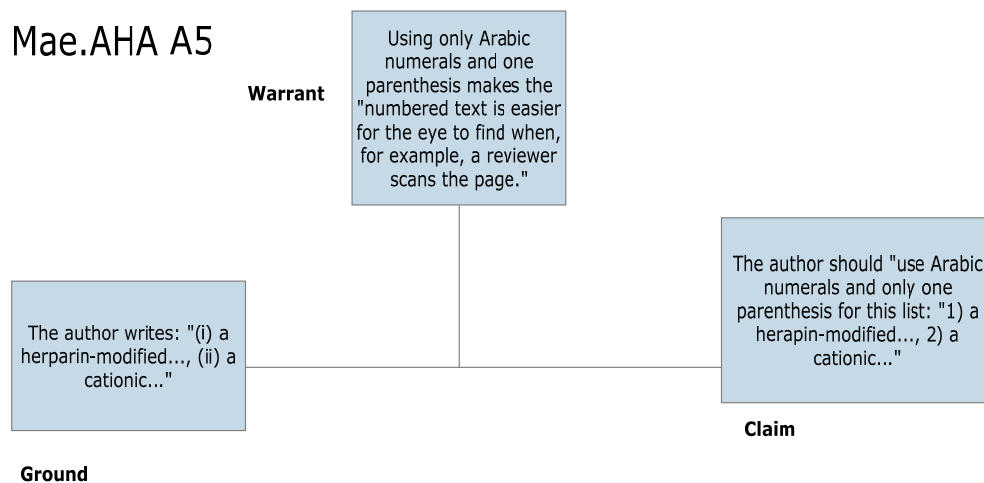 Mae.AHA A5
Warrant
Using only Arabic
numerals and one
parenthesis makes the
"numbered text is easier
for the eye to find when,
for example, a reviewer
scans the page."
The author writes: "(i) a
herparin-modified..., (ii) a
cationic..."
Ground
The author should "use Arabic
numerals and only one
parenthesis for this list: "1) a
herapin-modified..., 2) a
cationic..."
Claim